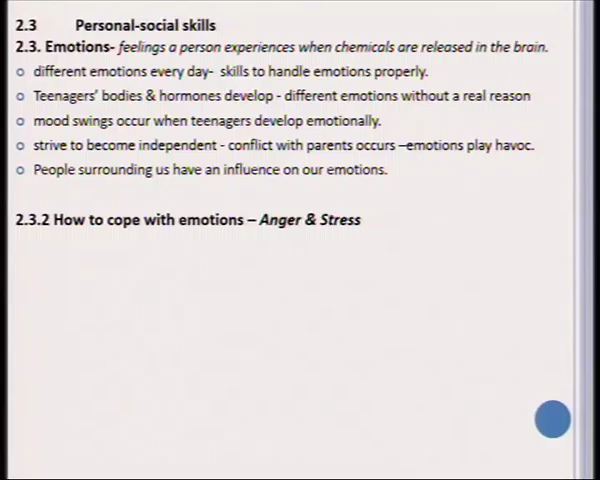 2.3 Personal-social skills
2.3. Emotions- feelings a person experiences when chemicals are released in the brain.
different emotions every day- skills to handle emotions properly.
Teenagers' bodies & hormones develop - different emotions without a real reason
mood swings occur when teenagers develop emotionally.
strive to become independent - conflict with parents occurs –emotions play havoc.
People surrounding us have an influence on our emotions.
2.3.2 How to cope with emotions – Anger & Stress